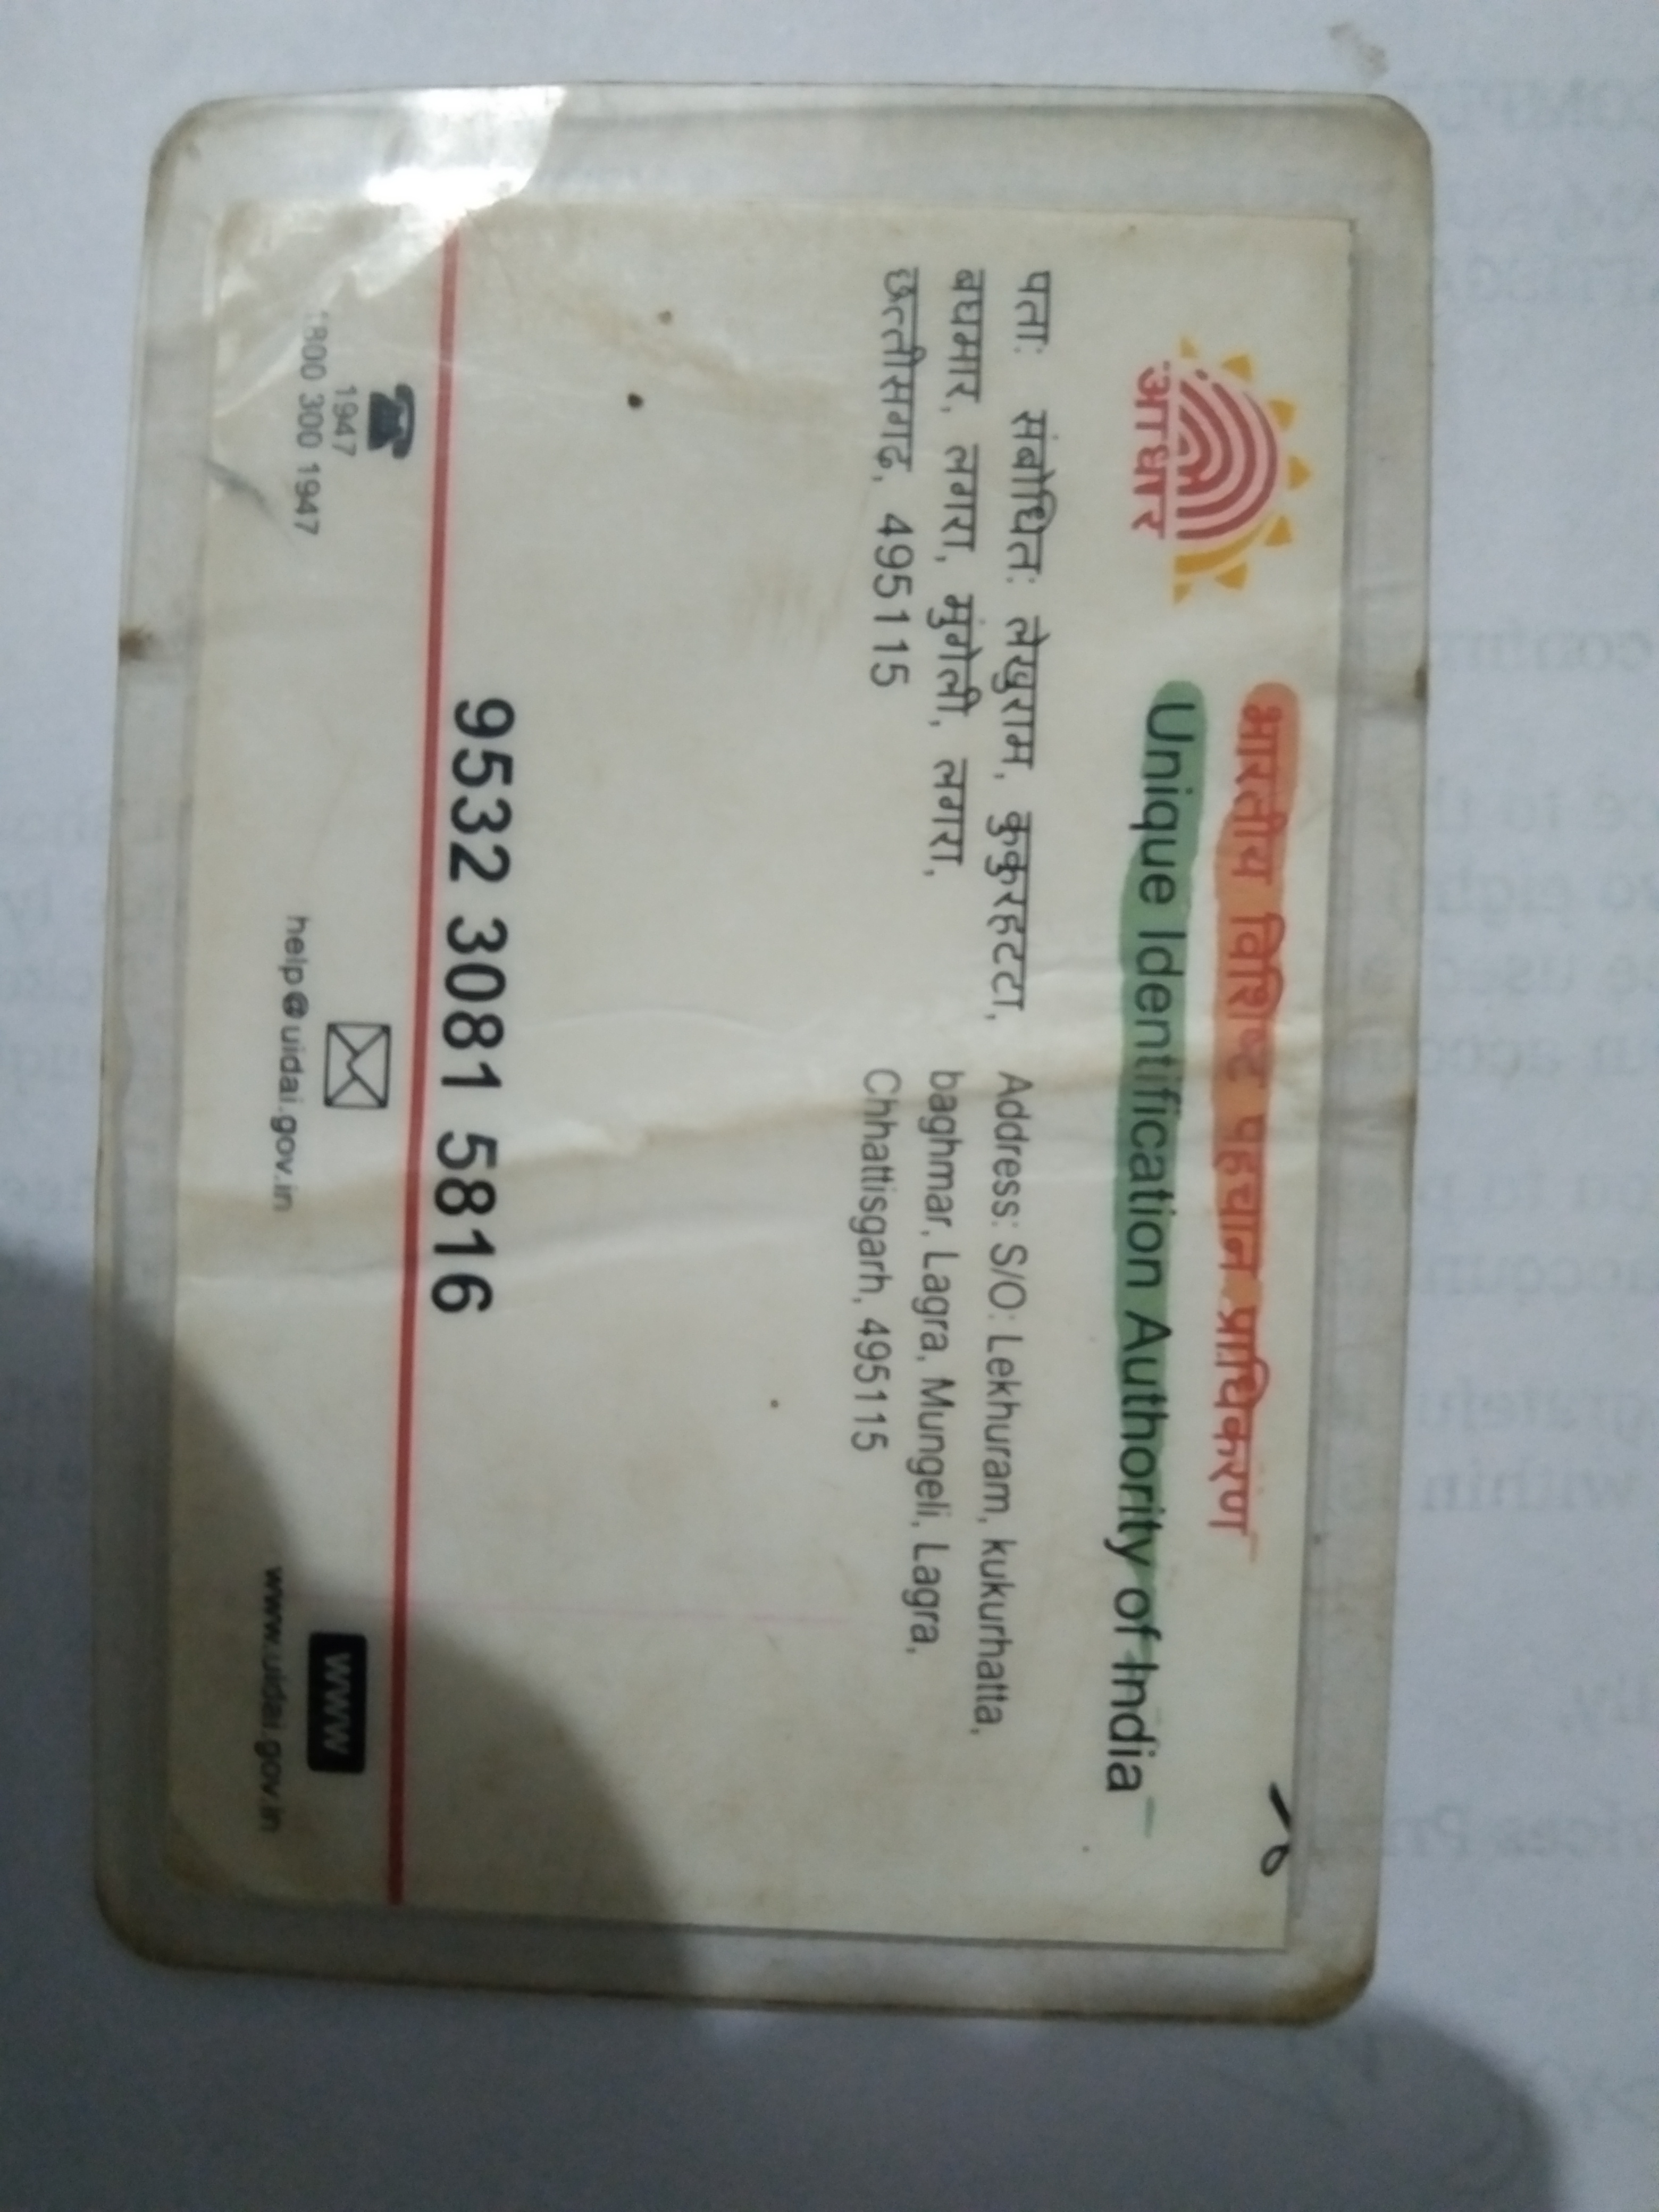 भारतीय विशिष्ट पहचान प्राधिकरण
Unique Identification Authority of India
आधार
पताः संबोधितः लेखुराम, कुकुरहटटा,
बघमार, लगरा, मुंगेली, लगरा,
छत्तीसगढ, 495115
Address: S/O: Lekhuram, kukurhatta,
baghmar, Lagra, Mungeli, Lagra,
Chhattisgarh, 495115
9532 3081 5816
1947
1800 300 1947
help@uidai.gov.in
www
www.uidai.gov.in